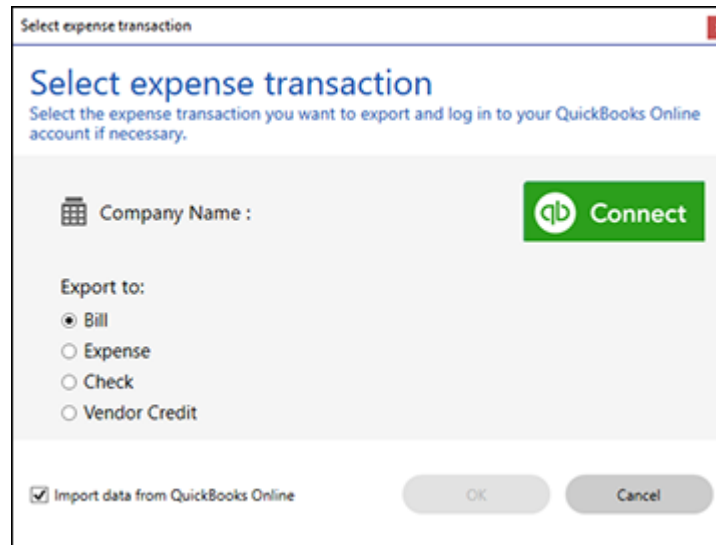 Select expense transaction
Select expense transaction
Select the expense transaction you want to export and log in to your QuickBooks Online
account if necessary.
Company Name :
qb Connect
Export to:
Bill
Expense
Check
Vendor Credit
Import data from QuickBooks Online
OK
Cancel